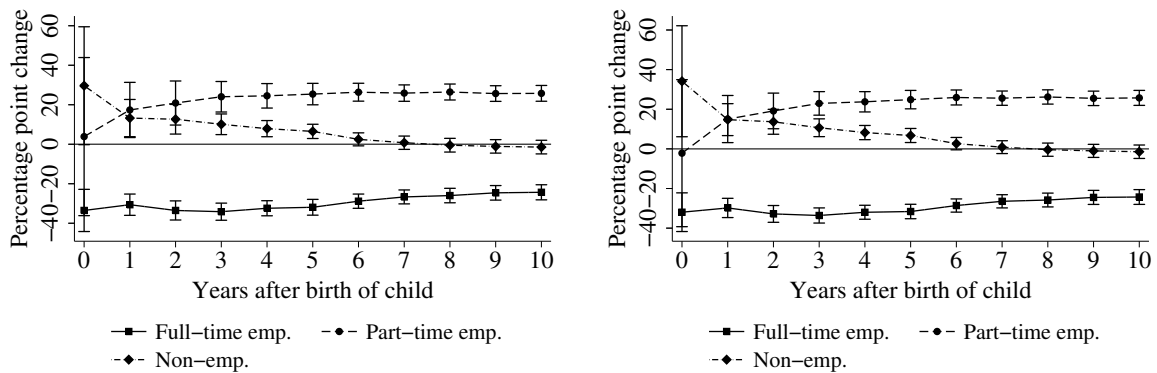 Percentage point change
60
40
20
0
−20
−40
0 1 2 3 4 5 6 7 8 9 10
Years after birth of child
Full−time emp. Part−time emp.
Non−emp.
Percentage point change
60
40
20
0
−20
−40
0 1 2 3 4 5 6 7 8 9 10
Years after birth of child
Full−time emp. Part−time emp.
Non−emp.